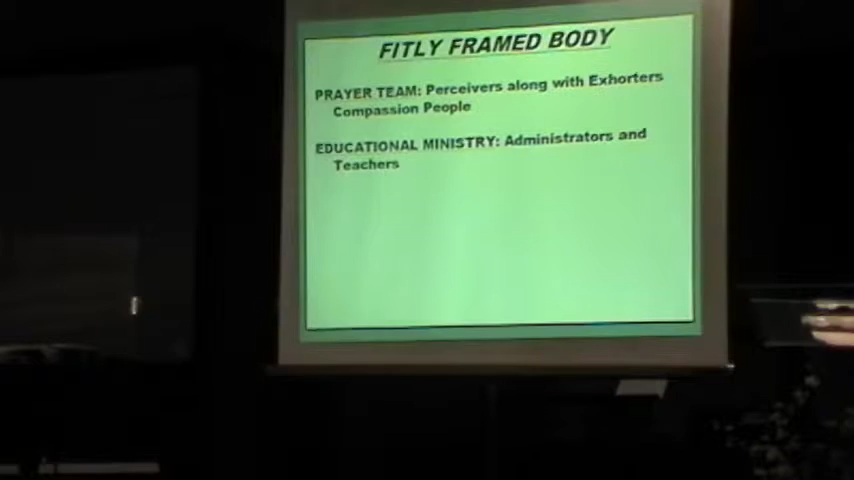 FITLY FRAMED BODY
PRAYER TEAM: Perceivers along with Exhorters
Compassion People
EDUCATIONAL MINISTRY: Administrators and
Teachers